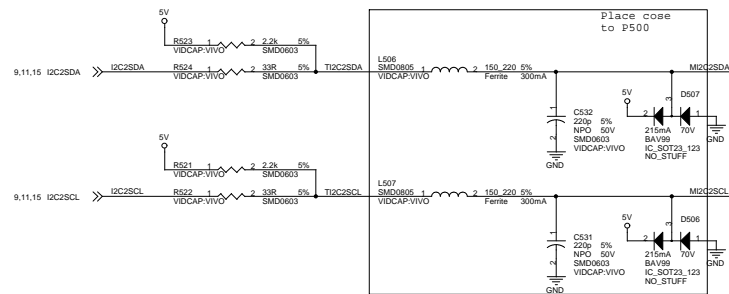 Place cose
to P500
5V
R523 1 2 2.2k 5%
VIDCAP:VIVO SMD0603
9,11,15 I2C2SDA I2C2SDA R524 1 2 33R 5% TI2C2SDA
VIDCAP:VIVO SMD0603
L506
SMD0805 1 2 150_220 5%
VIDCAP:VIVO Ferrite 300mA
MI2C2SDA
1
2
C532
220p 5%
NPO 50V
SMD0603
VIDCAP:VIVO
GND
5V
3
D507
2 1
215mA 70V
BAV99
IC_SOT23_123
NO_STUFF
GND
5V
R521 1 2 2.2k 5%
VIDCAP:VIVO SMD0603
9,11,15 I2C2SCL I2C2SCL R522 1 2 33R 5% TI2C2SCL
VIDCAP:VIVO SMD0603
L507
SMD0805 1 2 150_220 5%
VIDCAP:VIVO Ferrite 300mA
MI2C2SCL
1
2
C531
220p 5%
NPO 50V
SMD0603
VIDCAP:VIVO
GND
5V
3
D506
2 1
215mA 70V
BAV99
IC_SOT23_123
NO_STUFF
GND